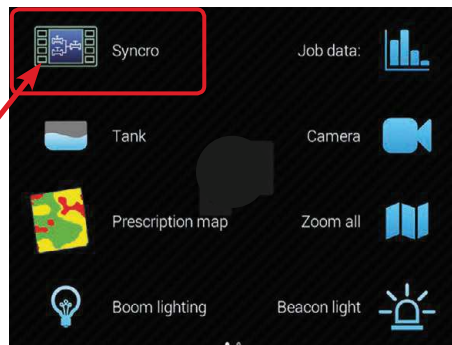 Syncro
Job data:
Tank
Camera
Prescription map
Zoom all
Boom lighting
Beacon light